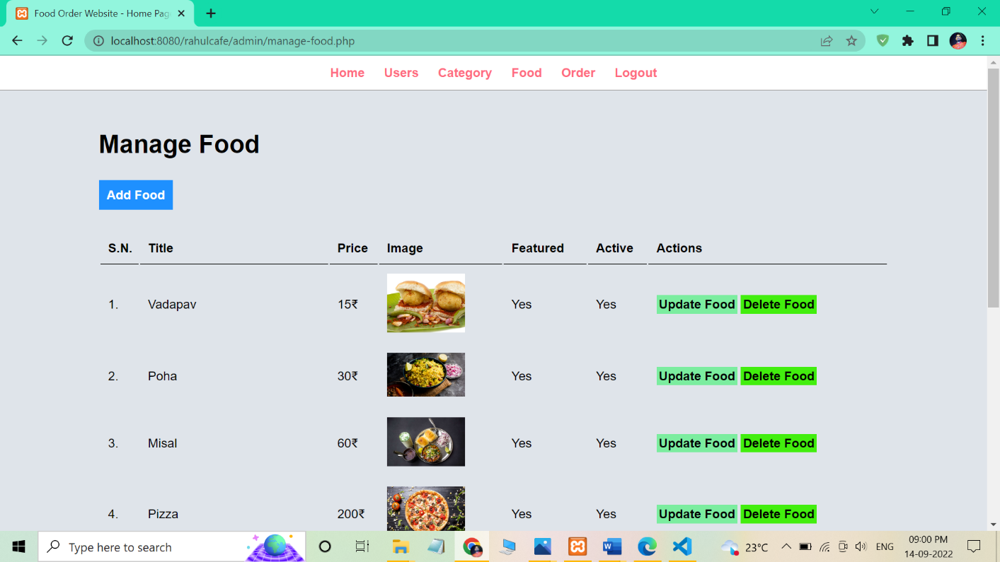 Food Order Website - Home Pag
localhost:8080/rahulcafe/admin/manage-food.php
Home Users Category Food Order Logout
Manage Food
Add Food
S.N. Title Price Image Featured Active Actions
1. Vadapav 15₹ Yes Yes Update Food Delete Food
2. Poha 30₹ Yes Yes Update Food Delete Food
3. Misal 60₹ Yes Yes Update Food Delete Food
4. Pizza 200₹ Yes Yes Update Food Delete Food
Type here to search
23°C
ENG
09:00 PM
14-09-2022